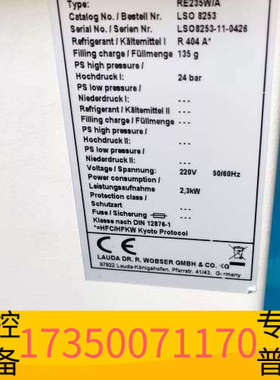 Type: RE235W/A
Catalog No. / Bestell Nr. LSO 8253
Serial No. / Serien Nr. LSO8253-11-0426
Refrigerant / Kältemittel I R 404 A*
Filling charge / Füllmenge 135 g
PS high pressure /
Hochdruck I: 24 bar
PS low pressure /
Niederdruck I:
Refrigerant / Kältemittel II
Filling charge / Füllmenge
PS high pressure /
Hochdruck II:
PS low pressure /
Niederdruck II:
Voltage / Spannung: 220V 50/60Hz
Power consumption /
Leistungsaufnahme 2,3kW
Protection class /
Schutzart
Fuse / Sicherung
Klasse nach DIN 12876-1
*=HFC/HFKW Kyoto Protocol
CE
LAUDA DR. R. WOBSER GMBH & CO. KG
97922 Lauda-Königshofen, Pfarrstr. 41/43, Germany
控 专
17350071170
备 普